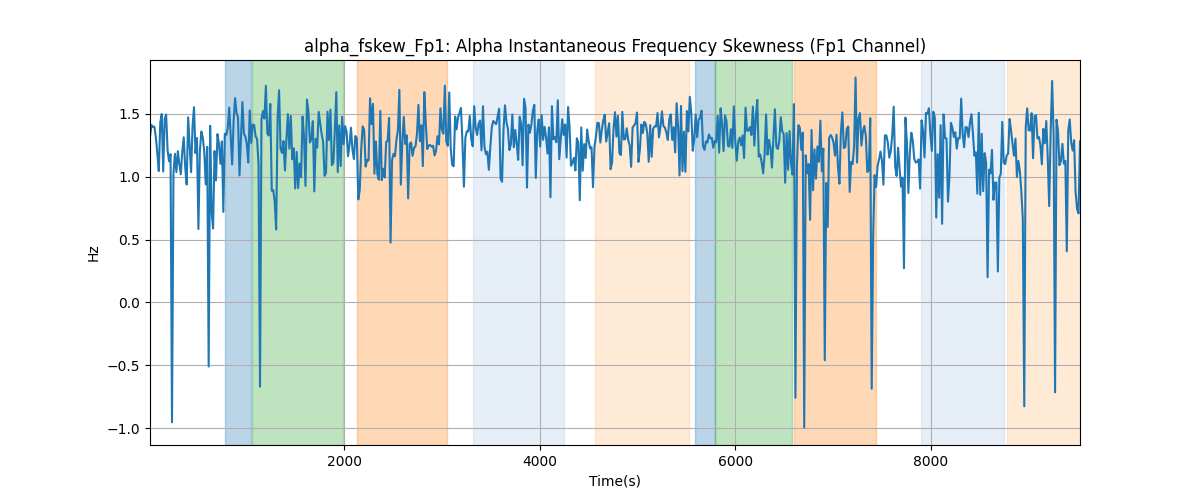 alpha_fskew_Fp1: Alpha Instantaneous Frequency Skewness (Fp1 Channel)
1.5
1.0
0.5
0.0
−0.5
−1.0
Hz
2000 4000 6000 8000
Time(s)